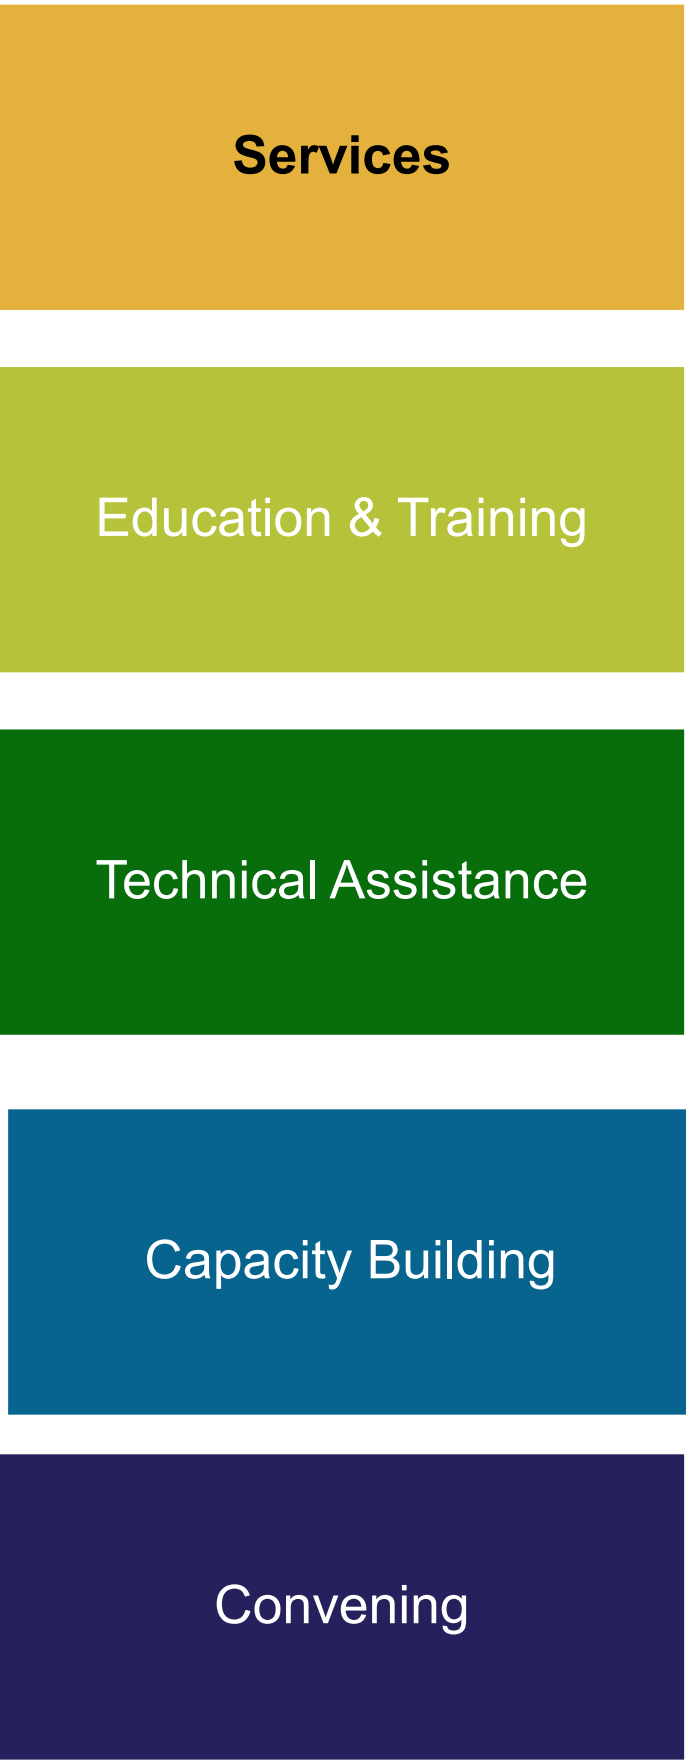 Services
Education & Training
Technical Assistance
Capacity Building
Convening